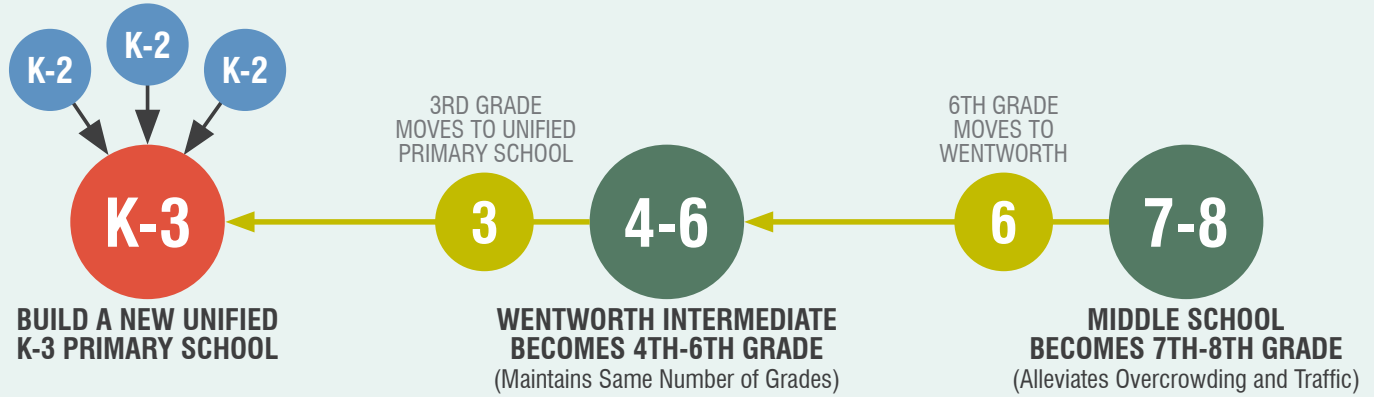 K-2
K-2
K-2
3RD GRADE
MOVES TO UNIFIED
PRIMARY SCHOOL
6TH GRADE
MOVES TO
WENTWORTH
K-3
3
4-6
6
7-8
BUILD A NEW UNIFIED
K-3 PRIMARY SCHOOL
WENTWORTH INTERMEDIATE
BECOMES 4TH-6TH GRADE
(Maintains Same Number of Grades)
MIDDLE SCHOOL
BECOMES 7TH-8TH GRADE
(Alleviates Overcrowding and Traffic)